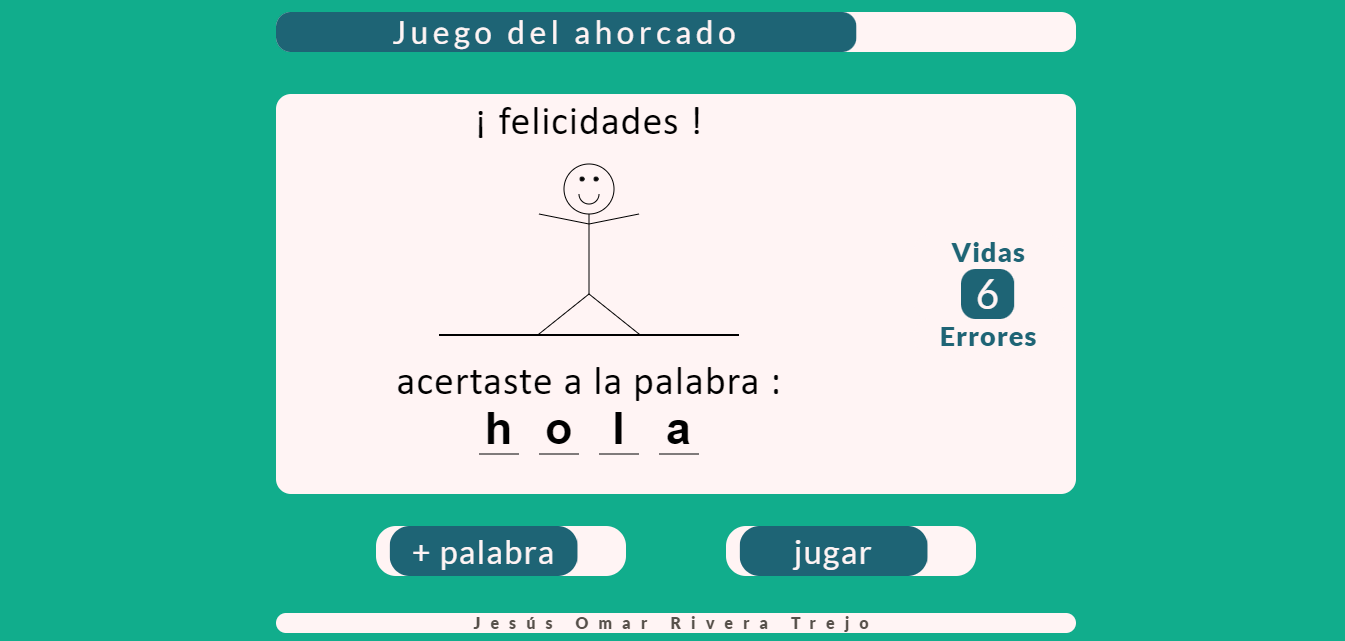 Juego del ahorcado
¡ felicidades !
Vidas
6
Errores
acertaste a la palabra :
h o l a
+ palabra
jugar
Jesús Omar Rivera Trejo